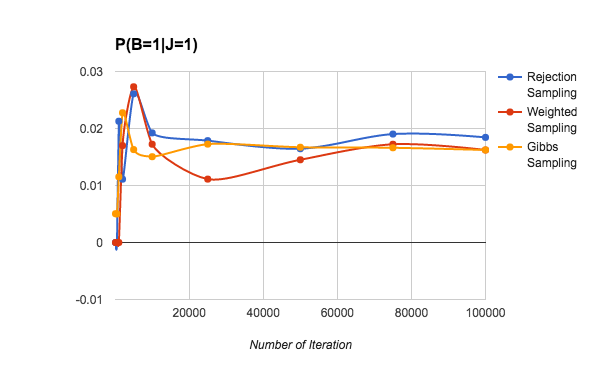 P(B=1|J=1)
0.03
0.02
0.01
0
-0.01
20000 40000 60000 80000 100000
Number of Iteration
Rejection
Sampling
Weighted
Sampling
Gibbs
Sampling